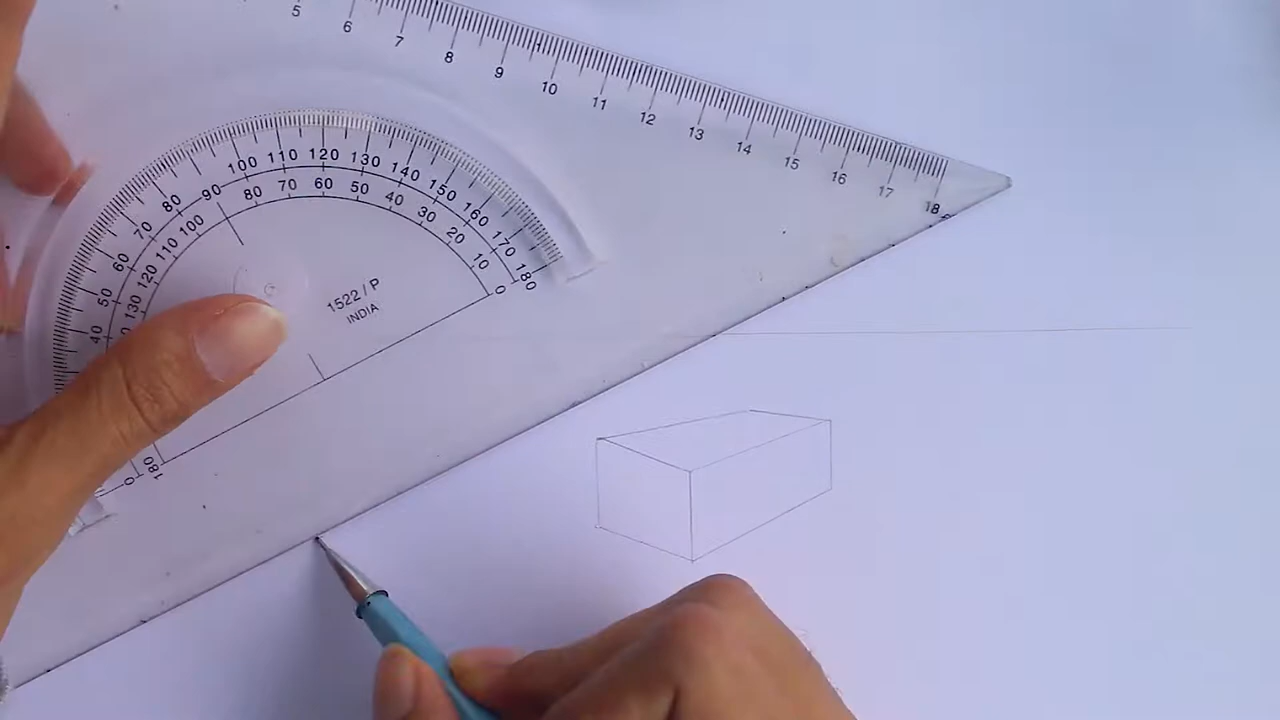 5 6 7 8 9 10 11 12 13 14 15 16 17 18
40 50 60 70 80 90 100 110 120 130 140 150 160 170 180
130 120 110 100 80 70 60 50 40 30 20 10 0
1522/P
INDIA
180 0